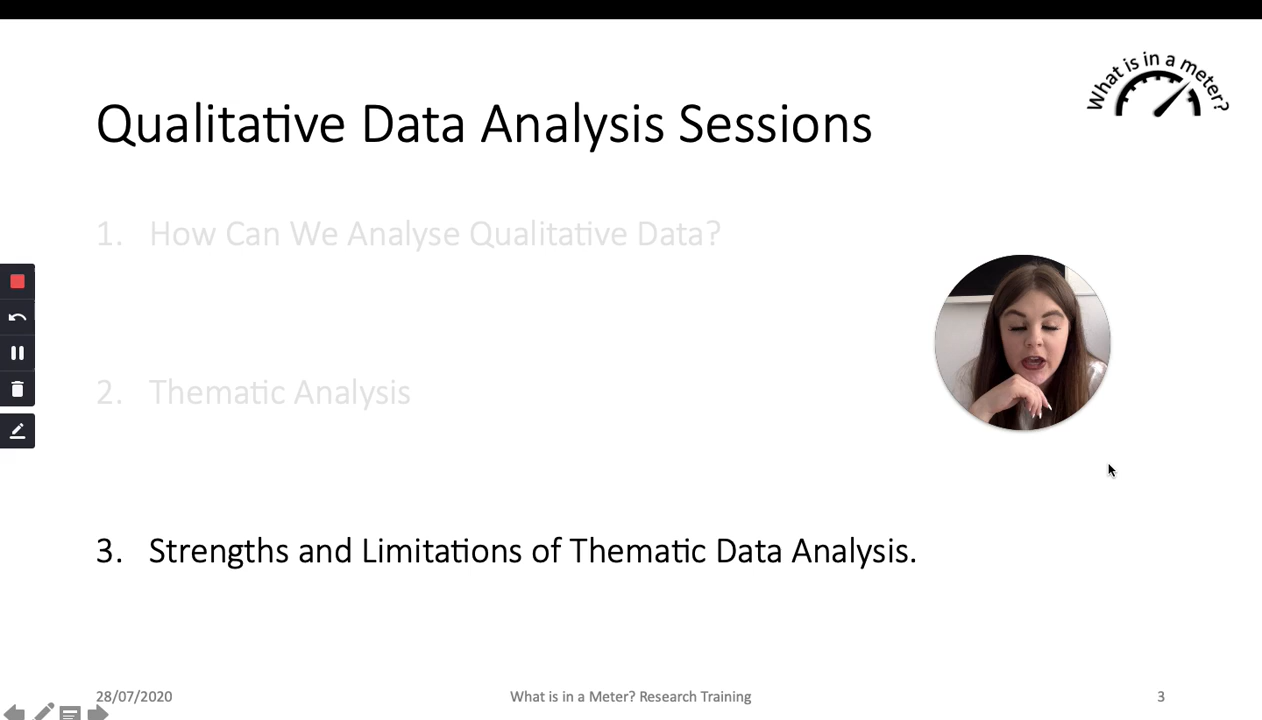 What is in a meter?
Qualitative Data Analysis Sessions
1. How Can We Analyse Qualitative Data?
2. Thematic Analysis
3. Strengths and Limitations of Thematic Data Analysis.
28/07/2020
What is in a Meter? Research Training
3